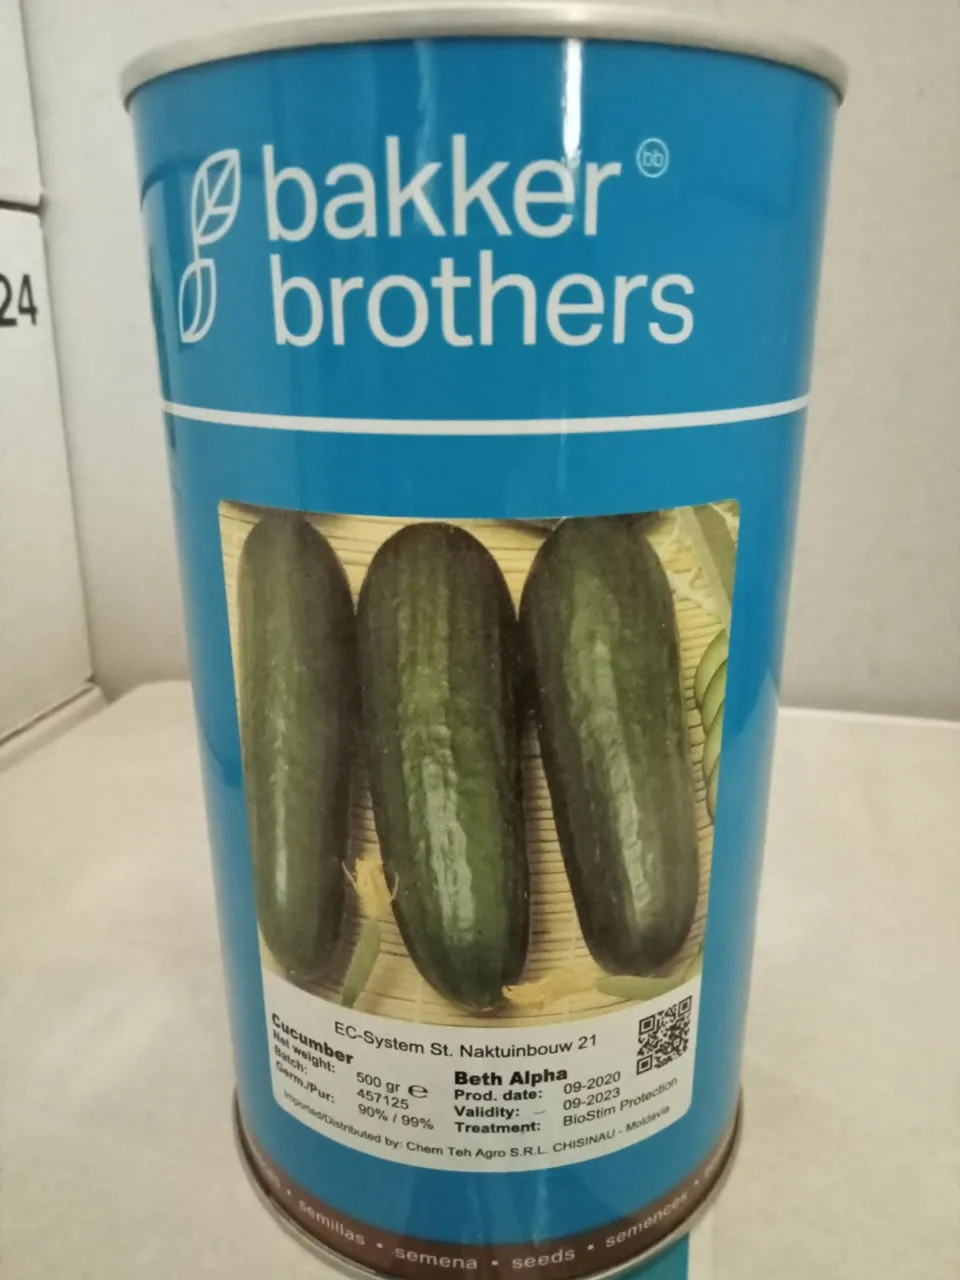 24
bakker bb
brothers
EC-System St. Naktuinbouw 21
Cucumber
Net weight: 500 gr ℮
Batch: 457125
Germ./Pur: 90% / 99%
Beth Alpha
Prod. date: 09-2020
Validity: 09-2023
Treatment: BioStim Protection
Imported/Distributed by: Chem Teh Agro S.R.L. CHISINAU - Moldavia
• semillas • semena • seeds • semences •